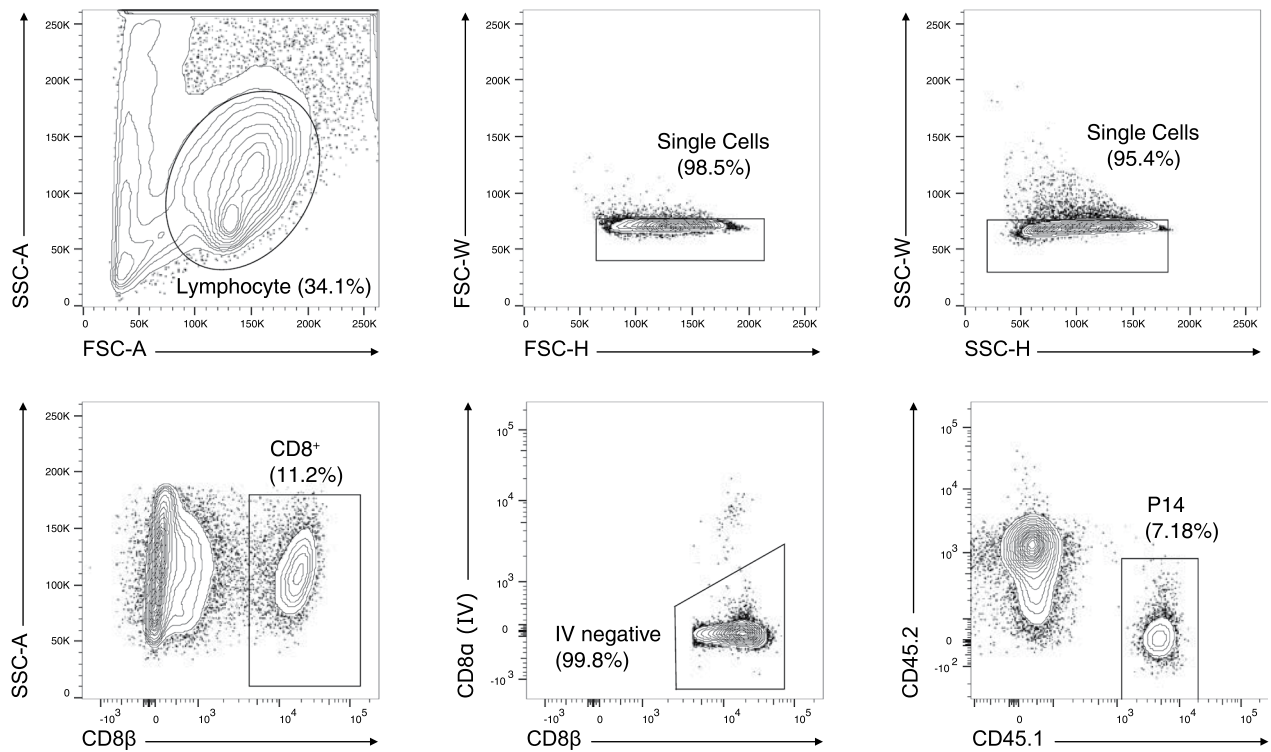 250K
200K
150K
100K
50K
0
SSC-A
Lymphocyte (34.1%)
0 50K 100K 150K 200K 250K
FSC-A
250K
200K
150K
100K
50K
0
FSC-W
Single Cells
(98.5%)
0 100K 150K 200K 250K
FSC-H
250K
200K
150K
100K
50K
0
SSC-W
Single Cells
(95.4%)
0 50K 100K 150K 200K 250K
SSC-H
250K
200K
150K
100K
50K
0
SSC-A
CD8⁺
(11.2%)
-10³ 0 10³ 10⁴ 10⁵
CD8β
10⁵
10⁴
10³
0
-10³
CD8α (IV)
IV negative
(99.8%)
-10³ 0 10³ 10⁴ 10⁵
CD8β
10⁵
10⁴
10³
0
-10²
CD45.2
P14
(7.18%)
0 10³ 10⁴ 10⁵
CD45.1